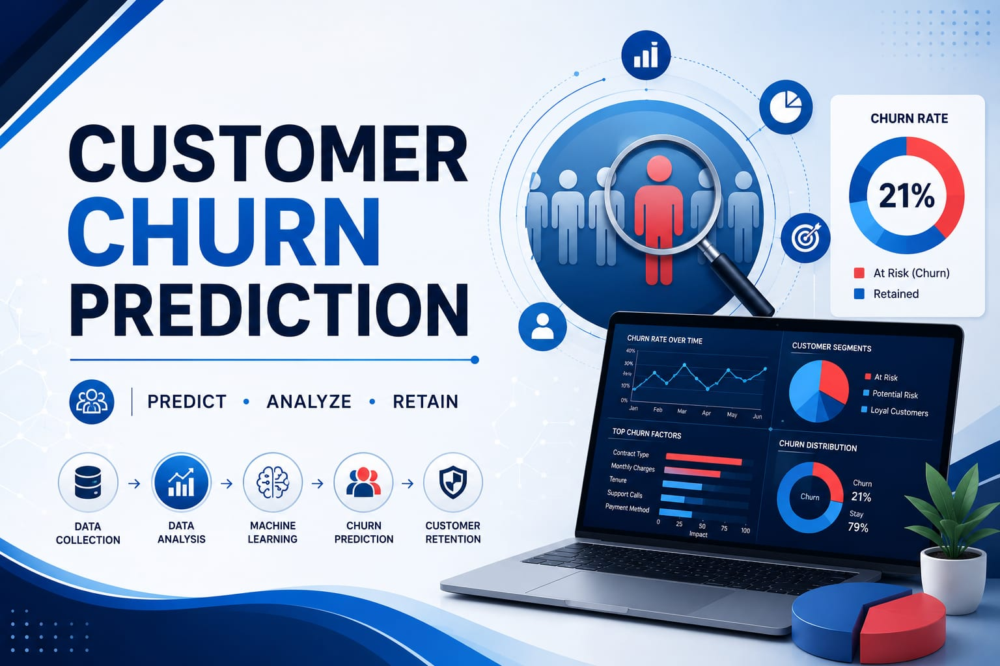 CUSTOMER
CHURN
PREDICTION
PREDICT • ANALYZE • RETAIN
DATA
COLLECTION
DATA
ANALYSIS
MACHINE
LEARNING
CHURN
PREDICTION
CUSTOMER
RETENTION
CHURN RATE
21%
At Risk (Churn)
Retained
CHURN RATE OVER TIME
40%
30%
10%
0%
Jan Feb Mar Apr May Jun
CUSTOMER SEGMENTS
At Risk
Potential Risk
Loyal Customers
TOP CHURN FACTORS
Contract Type
Monthly Charges
Tenure
Support Calls
Payment Method
0 25 50 75 100
Impact
CHURN DISTRIBUTION
Churn
Churn
21%
Stay
79%